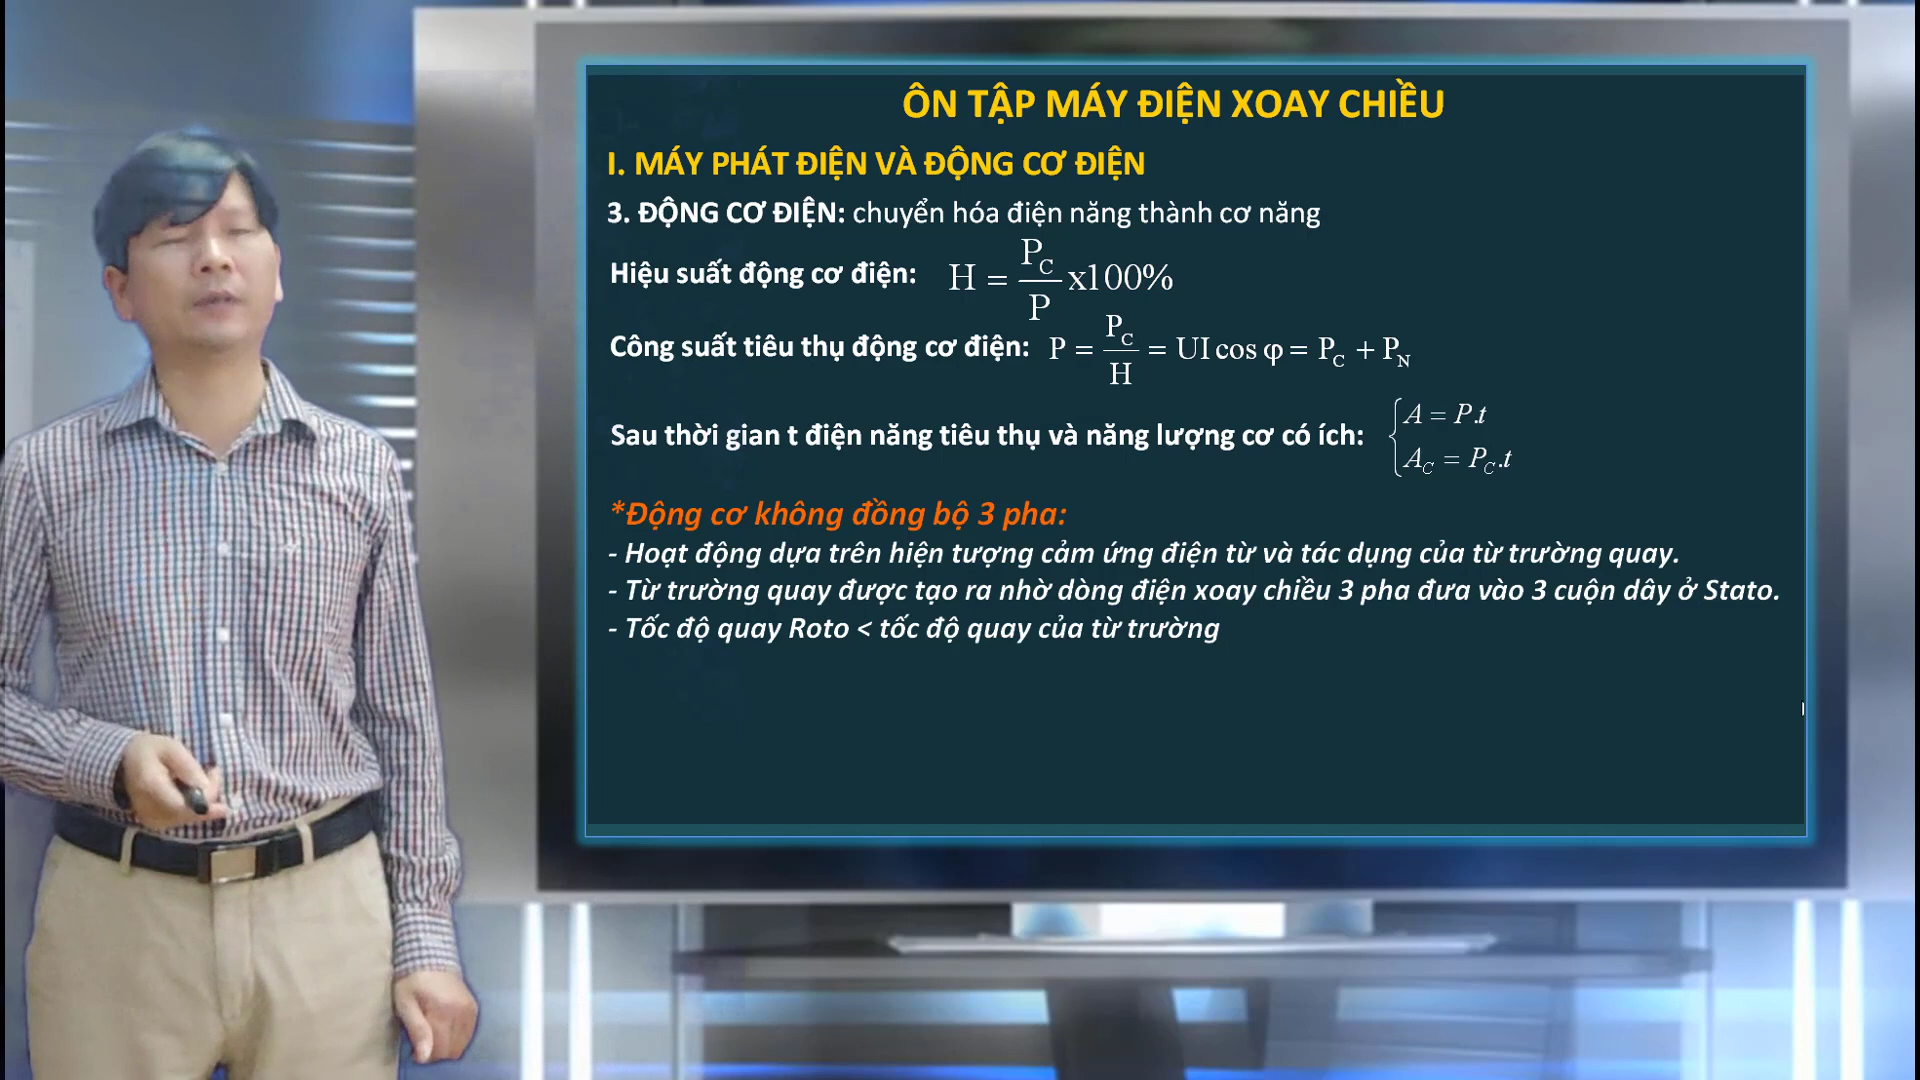 ÔN TẬP MÁY ĐIỆN XOAY CHIỀU
I. MÁY PHÁT ĐIỆN VÀ ĐỘNG CƠ ĐIỆN
3. ĐỘNG CƠ ĐIỆN: chuyển hóa điện năng thành cơ năng
Hiệu suất động cơ điện: H = P_C/P x100%
Công suất tiêu thụ động cơ điện: P = P_C/H = UI cos φ = P_C + P_N
Sau thời gian t điện năng tiêu thụ và năng lượng cơ có ích: { A = P.t
A_C = P_C.t
*Động cơ không đồng bộ 3 pha:
- Hoạt động dựa trên hiện tượng cảm ứng điện từ và tác dụng của từ trường quay.
- Từ trường quay được tạo ra nhờ dòng điện xoay chiều 3 pha đưa vào 3 cuộn dây ở Stato.
- Tốc độ quay Roto < tốc độ quay của từ trường